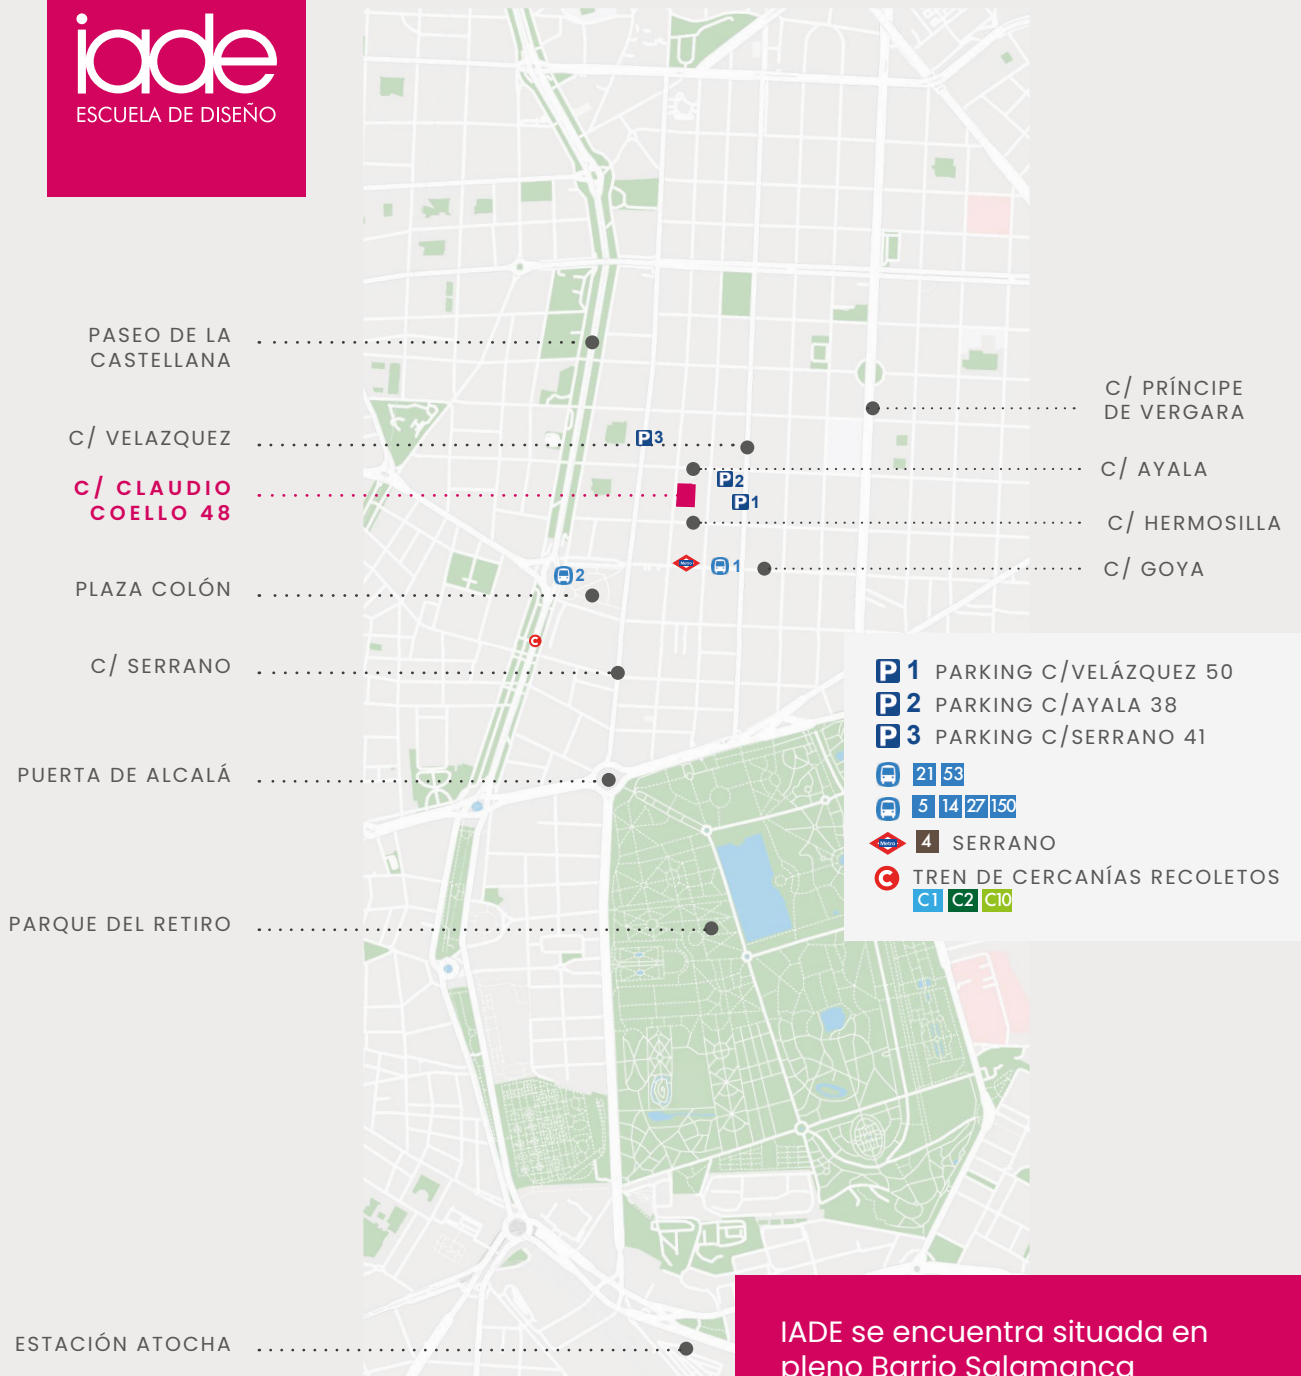 iade
ESCUELA DE DISEÑO
PASEO DE LA
CASTELLANA
C/ VELAZQUEZ
C/ CLAUDIO
COELLO 48
PLAZA COLÓN
C/ SERRANO
PUERTA DE ALCALÁ
PARQUE DEL RETIRO
ESTACIÓN ATOCHA
P3
P2
P1
Metro
1
2
C
C/ PRÍNCIPE
DE VERGARA
C/ AYALA
C/ HERMOSILLA
C/ GOYA
P 1 PARKING C/VELÁZQUEZ 50
P 2 PARKING C/AYALA 38
P 3 PARKING C/SERRANO 41
21 53
5 14 27 150
Metro 4 SERRANO
C TREN DE CERCANÍAS RECOLETOS
C1 C2 C10
IADE se encuentra situada en
pleno Barrio Salamanca